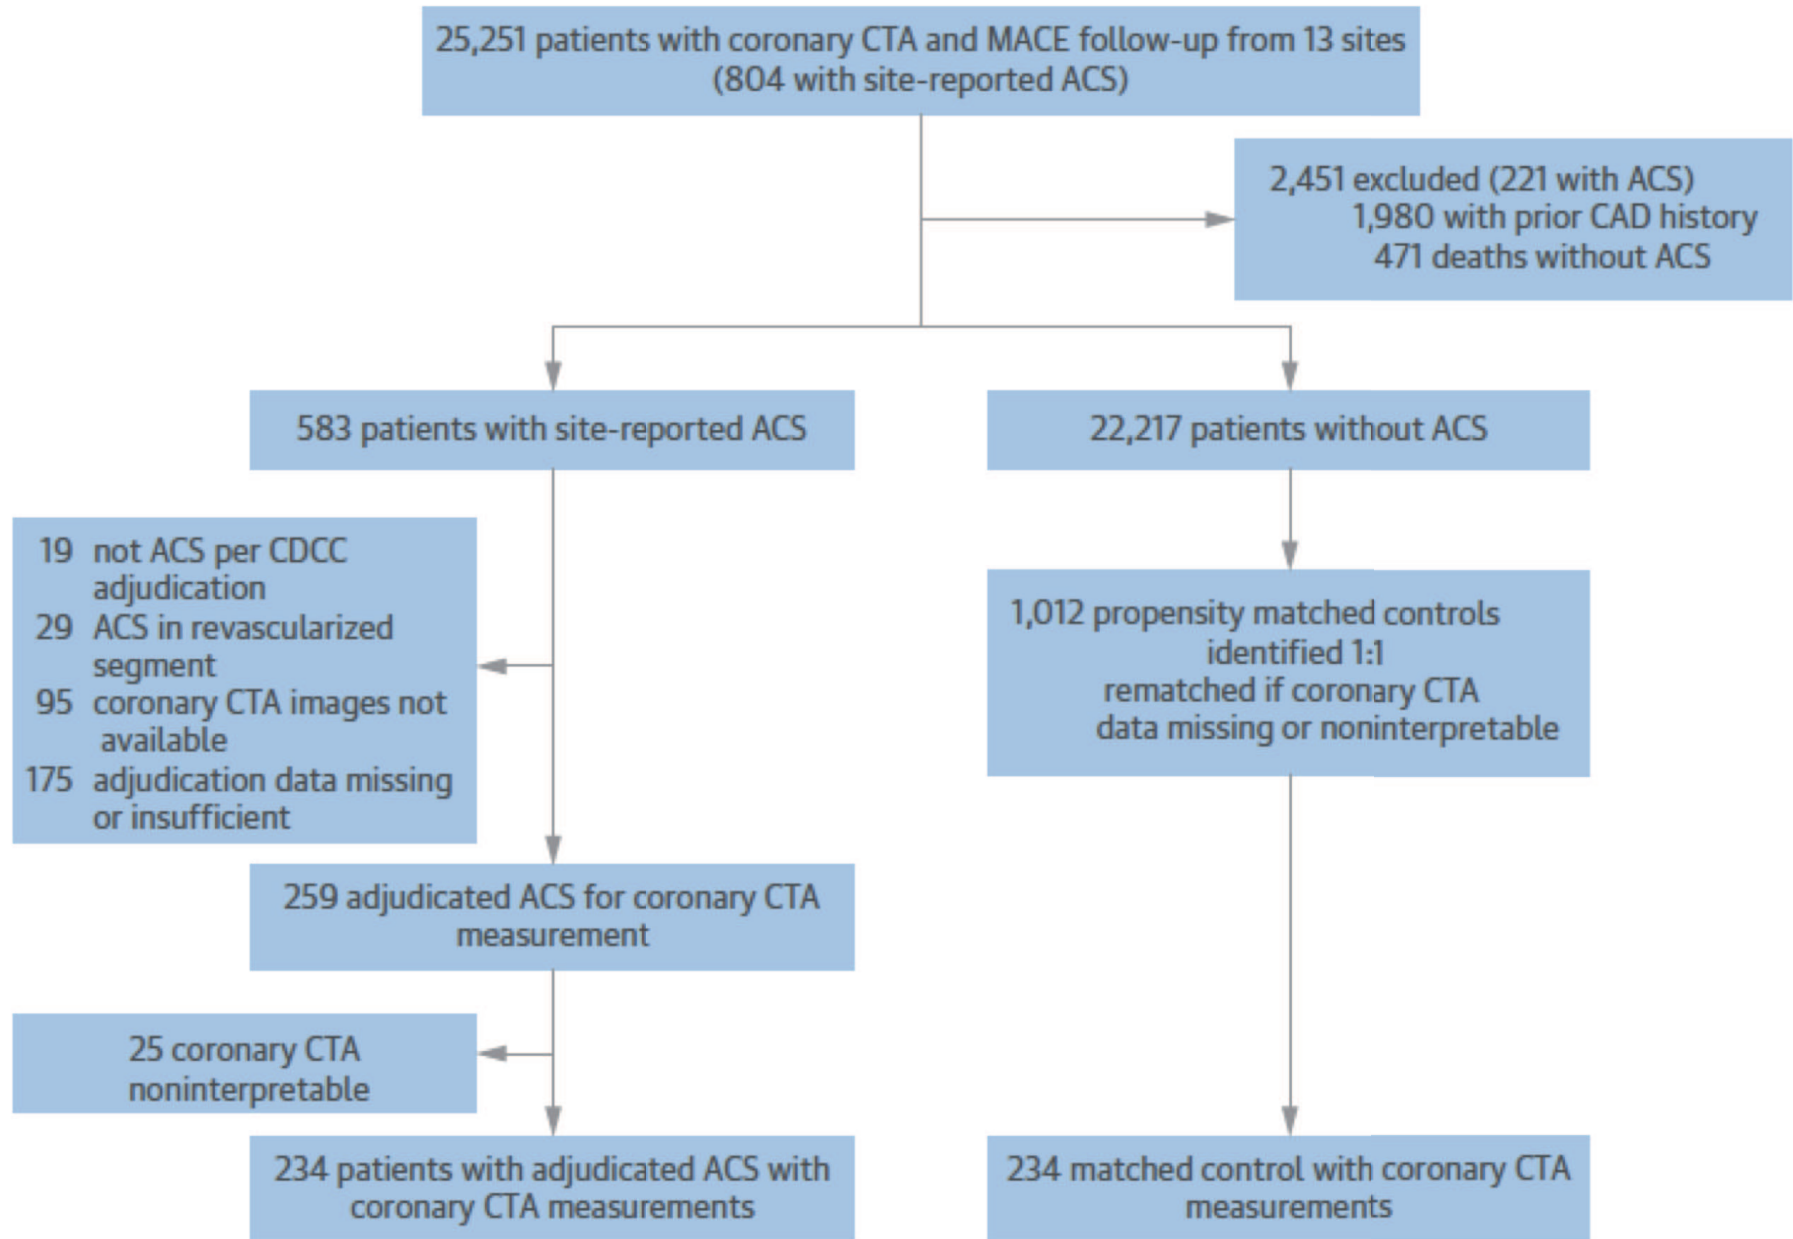 25,251 patients with coronary CTA and MACE follow-up from 13 sites
(804 with site-reported ACS)
2,451 excluded (221 with ACS)
1,980 with prior CAD history
471 deaths without ACS
583 patients with site-reported ACS
22,217 patients without ACS
19 not ACS per CDCC
adjudication
29 ACS in revascularized
segment
95 coronary CTA images not
available
175 adjudication data missing
or insufficient
1,012 propensity matched controls
identified 1:1
rematched if coronary CTA
data missing or noninterpretable
259 adjudicated ACS for coronary CTA
measurement
25 coronary CTA
noninterpretable
234 patients with adjudicated ACS with
coronary CTA measurements
234 matched control with coronary CTA
measurements